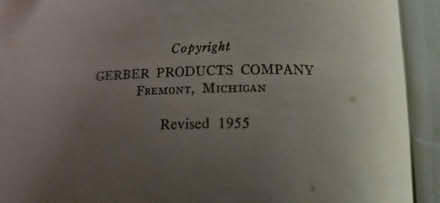 Copyright
GERBER PRODUCTS COMPANY
FREMONT, MICHIGAN
Revised 1955